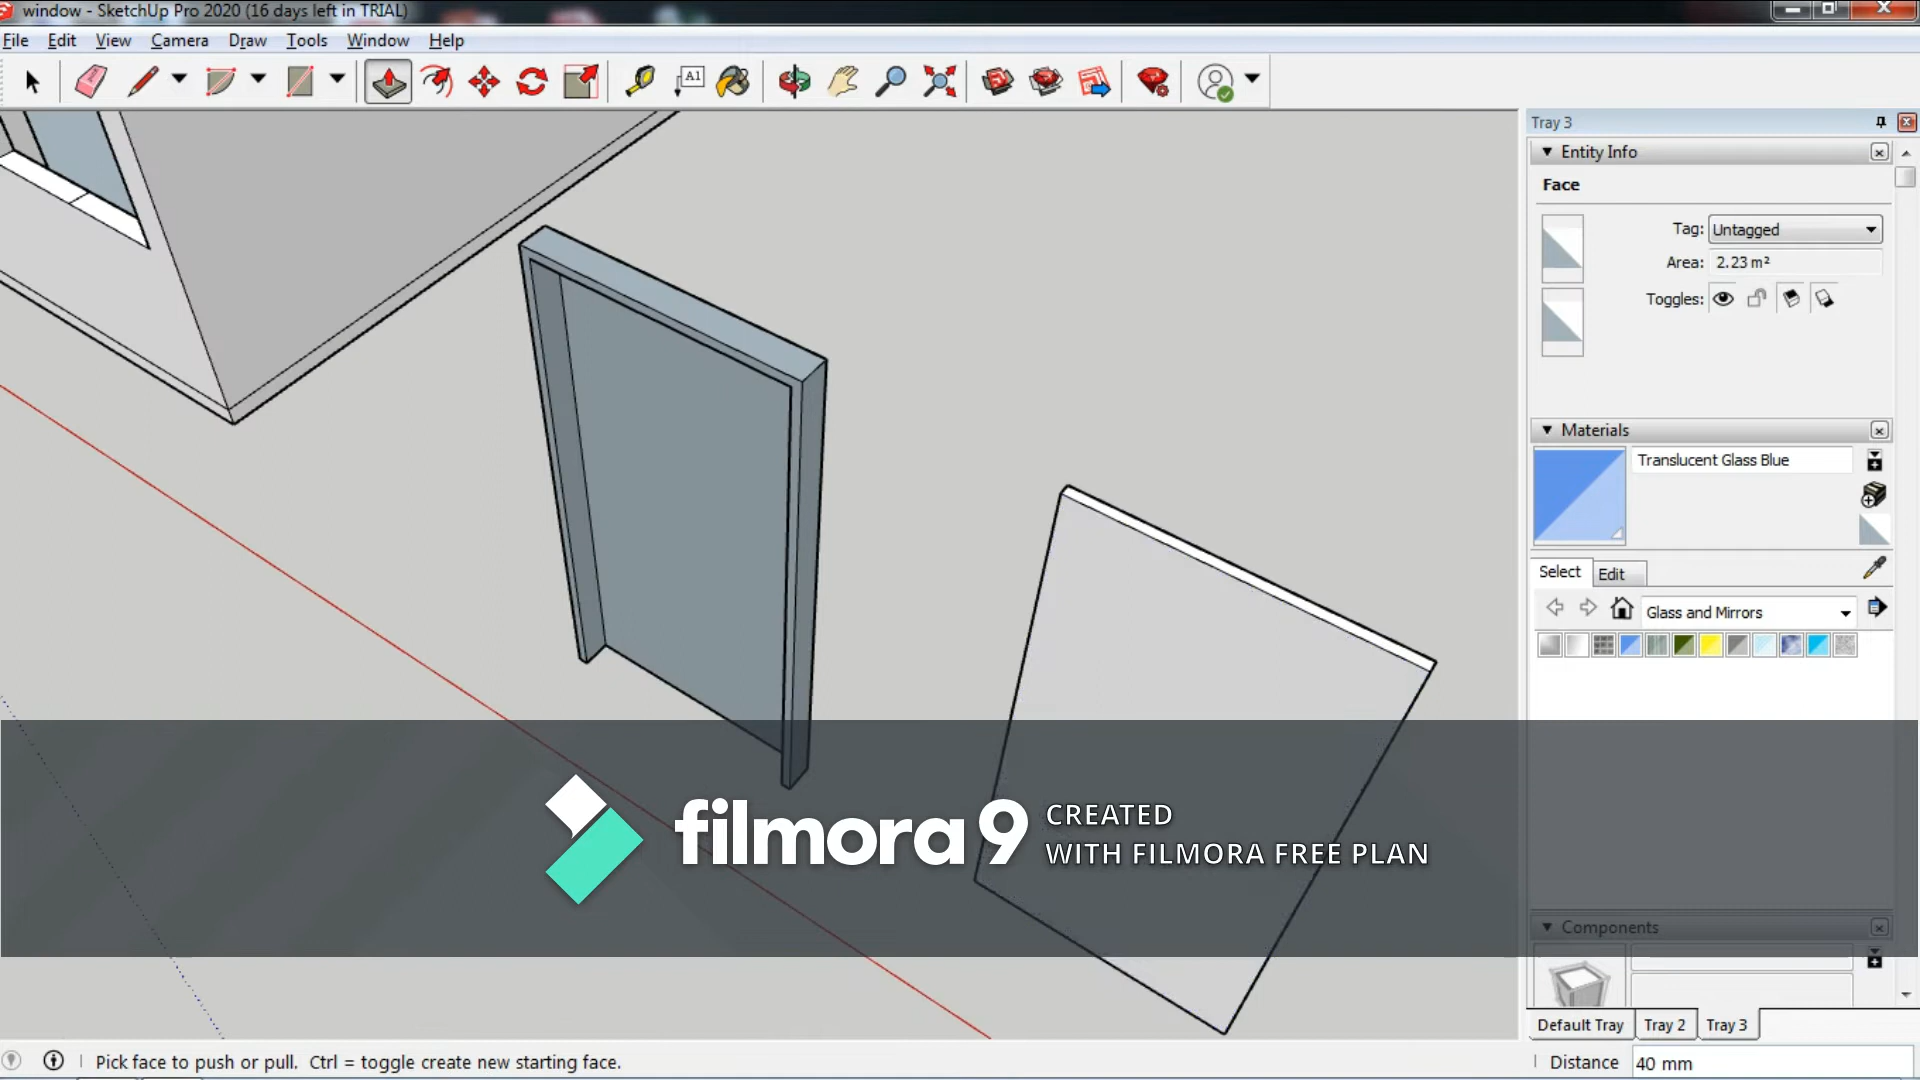 window - SketchUp Pro 2020 (16 days left in TRIAL)
File Edit View Camera Draw Tools Window Help
A1
Tray 3
Entity Info
Face
Tag: Untagged
Area: 2.23 m²
Toggles:
Materials
Translucent Glass Blue
Select Edit
Glass and Mirrors
filmora9 CREATED
WITH FILMORA FREE PLAN
Components
Default Tray Tray 2 Tray 3
Pick face to push or pull. Ctrl = toggle create new starting face.
Distance 40 mm